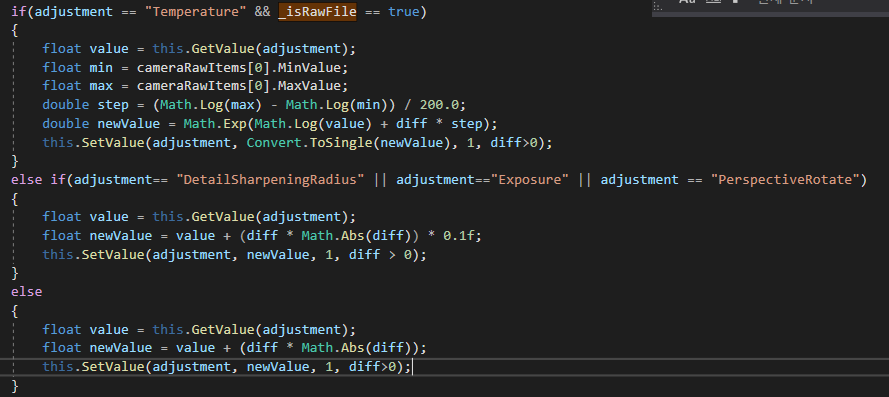 if(adjustment == "Temperature" && _isRawFile == true)
{
    float value = this.GetValue(adjustment);
    float min = cameraRawItems[0].MinValue;
    float max = cameraRawItems[0].MaxValue;
    double step = (Math.Log(max) - Math.Log(min)) / 200.0;
    double newValue = Math.Exp(Math.Log(value) + diff * step);
    this.SetValue(adjustment, Convert.ToSingle(newValue), 1, diff>0);
}
else if(adjustment== "DetailSharpeningRadius" || adjustment=="Exposure" || adjustment == "PerspectiveRotate")
{
    float value = this.GetValue(adjustment);
    float newValue = value + (diff * Math.Abs(diff)) * 0.1f;
    this.SetValue(adjustment, newValue, 1, diff > 0);
}
else
{
    float value = this.GetValue(adjustment);
    float newValue = value + (diff * Math.Abs(diff));
    this.SetValue(adjustment, newValue, 1, diff>0);
}